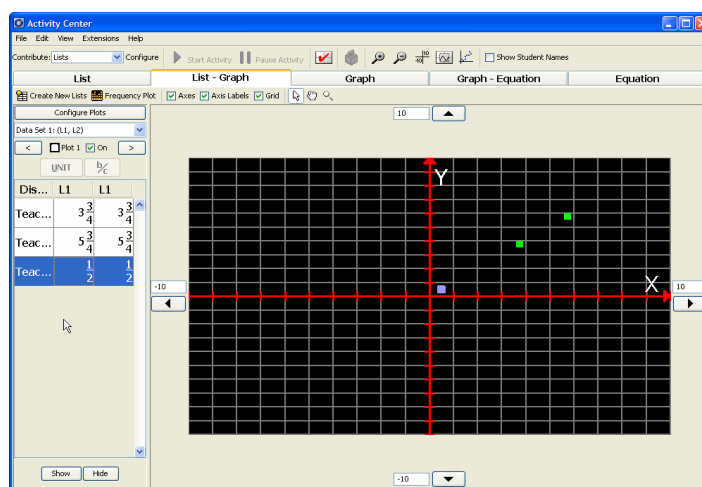 Activity Center
File Edit View Extensions Help
Contribute: Lists Configure Start Activity Pause Activity Show Student Names
List List - Graph Graph Graph - Equation Equation
Create New Lists Frequency Plot Axes Axis Labels Grid
Configure Plots
Data Set 1: (L1, L2)
< Plot 1 On >
UNIT b/c
Dis... L1 L1
Teac... 3 3/4 3 3/4
Teac... 5 3/4 5 3/4
Teac... 1/2 1/2
Show Hide
10
Y
X
-10
10
-10